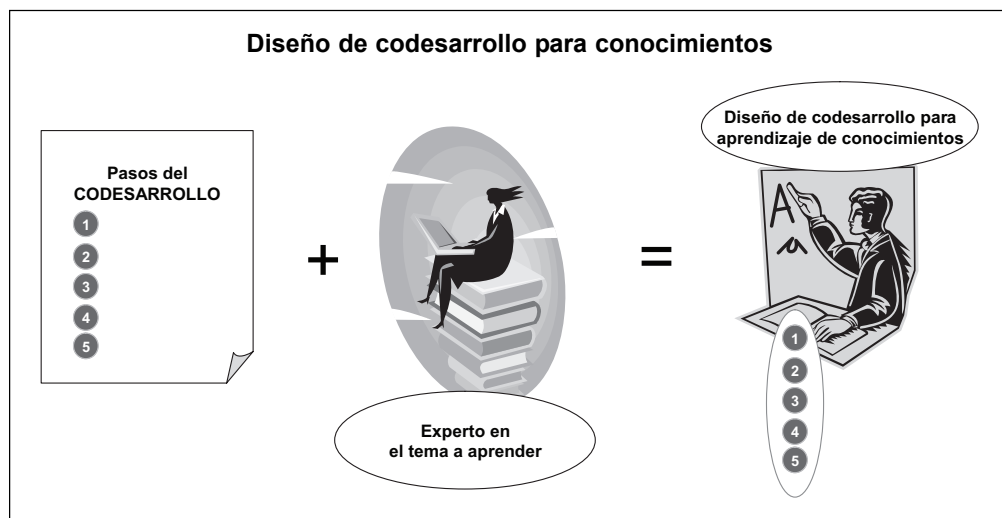 Diseño de codesarrollo para conocimientos
Pasos del
CODESARROLLO
1
2
3
4
5
+
Experto en
el tema a aprender
=
Diseño de codesarrollo para
aprendizaje de conocimientos
A
1
2
3
4
5